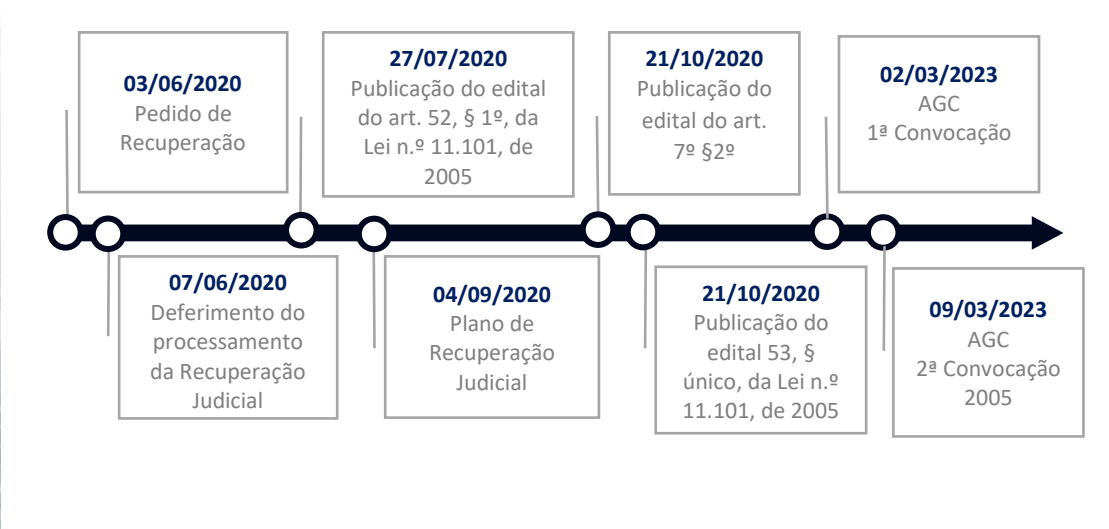 03/06/2020
Pedido de
Recuperação
07/06/2020
Deferimento do
processamento
da Recuperação
Judicial
27/07/2020
Publicação do edital
do art. 52, § 1º, da
Lei n.º 11.101, de
2005
04/09/2020
Plano de
Recuperação
Judicial
21/10/2020
Publicação do
edital do art.
7º §2º
21/10/2020
Publicação do
edital 53, §
único, da Lei n.º
11.101, de 2005
02/03/2023
AGC
1ª Convocação
09/03/2023
AGC
2ª Convocação
2005